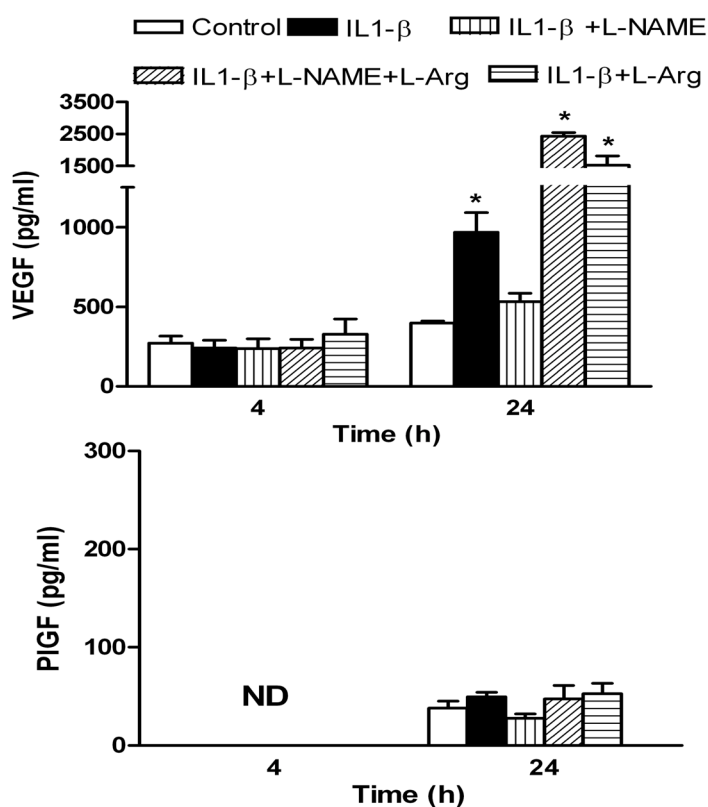 Control IL1-β IL1-β +L-NAME
IL1-β+L-NAME+L-Arg IL1-β+L-Arg
3500
2500
1500
1000
500
0
VEGF (pg/ml)
*
*
*
4 24
Time (h)
300
200
100
0
PlGF (pg/ml)
ND
4 24
Time (h)